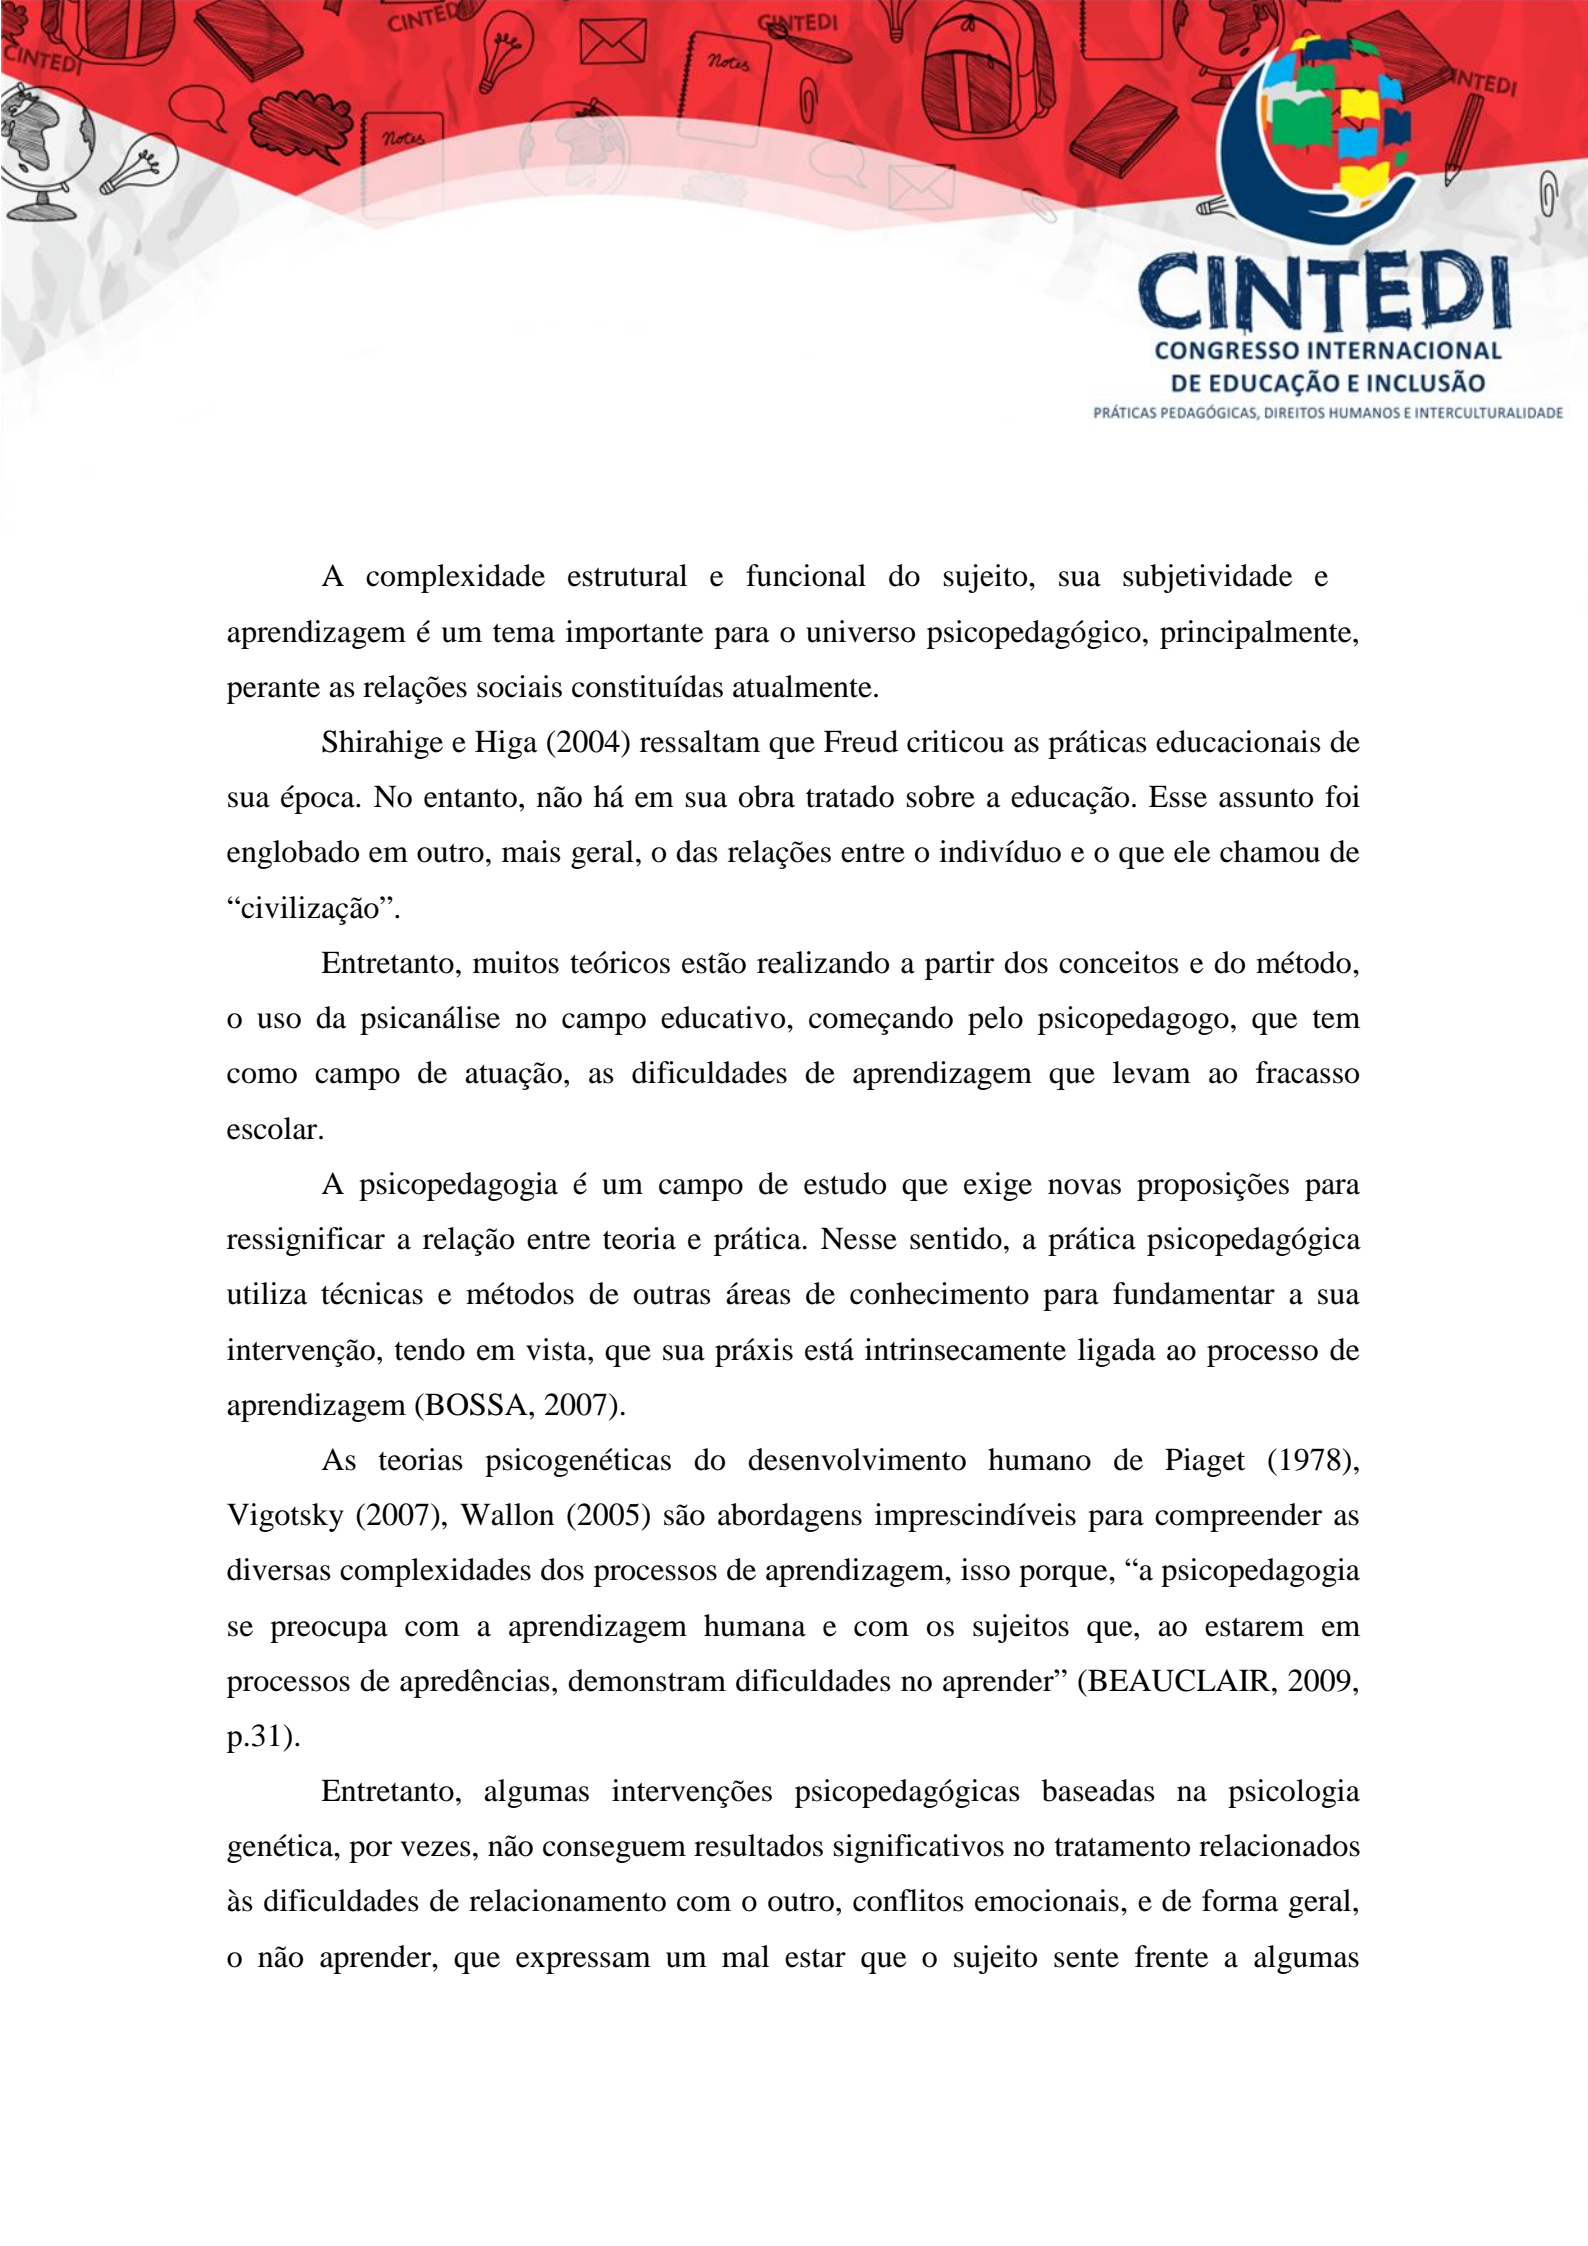 CINTEDI
CINTEDI
CINTEDI
Notes
CINTEDI
Notes
CINTEDI
CONGRESSO INTERNACIONAL
DE EDUCAÇÃO E INCLUSÃO
PRÁTICAS PEDAGÓGICAS, DIREITOS HUMANOS E INTERCULTURALIDADE
A complexidade estrutural e funcional do sujeito, sua subjetividade e
aprendizagem é um tema importante para o universo psicopedagógico, principalmente,
perante as relações sociais constituídas atualmente.
Shirahige e Higa (2004) ressaltam que Freud criticou as práticas educacionais de
sua época. No entanto, não há em sua obra tratado sobre a educação. Esse assunto foi
englobado em outro, mais geral, o das relações entre o indivíduo e o que ele chamou de
“civilização”.
Entretanto, muitos teóricos estão realizando a partir dos conceitos e do método,
o uso da psicanálise no campo educativo, começando pelo psicopedagogo, que tem
como campo de atuação, as dificuldades de aprendizagem que levam ao fracasso
escolar.
A psicopedagogia é um campo de estudo que exige novas proposições para
ressignificar a relação entre teoria e prática. Nesse sentido, a prática psicopedagógica
utiliza técnicas e métodos de outras áreas de conhecimento para fundamentar a sua
intervenção, tendo em vista, que sua práxis está intrinsecamente ligada ao processo de
aprendizagem (BOSSA, 2007).
As teorias psicogenéticas do desenvolvimento humano de Piaget (1978),
Vigotsky (2007), Wallon (2005) são abordagens imprescindíveis para compreender as
diversas complexidades dos processos de aprendizagem, isso porque, “a psicopedagogia
se preocupa com a aprendizagem humana e com os sujeitos que, ao estarem em
processos de apredências, demonstram dificuldades no aprender” (BEAUCLAIR, 2009,
p.31).
Entretanto, algumas intervenções psicopedagógicas baseadas na psicologia
genética, por vezes, não conseguem resultados significativos no tratamento relacionados
às dificuldades de relacionamento com o outro, conflitos emocionais, e de forma geral,
o não aprender, que expressam um mal estar que o sujeito sente frente a algumas